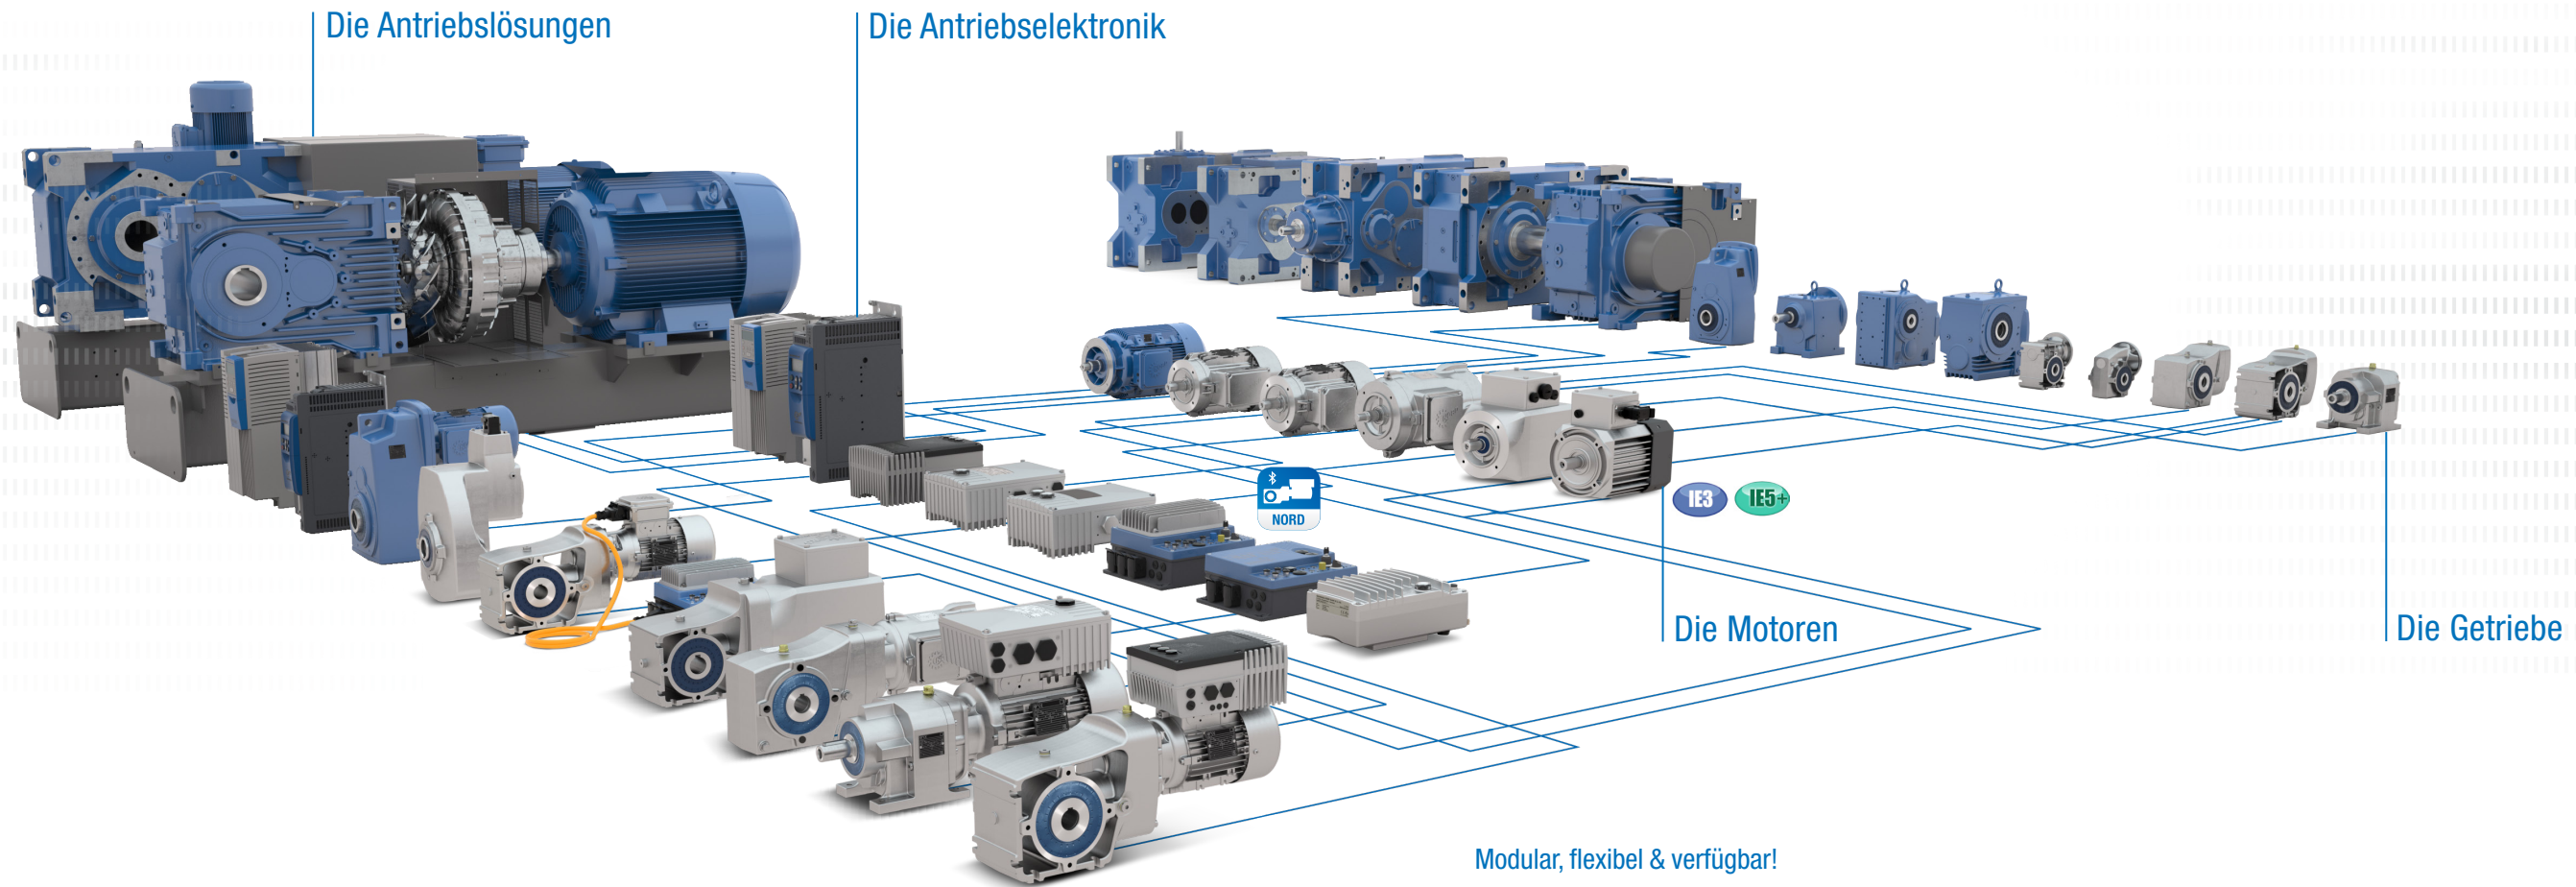 Die Antriebslösungen
Die Antriebselektronik
NORD
IE3
IE5+
Die Motoren
Die Getriebe
Modular, flexibel & verfügbar!